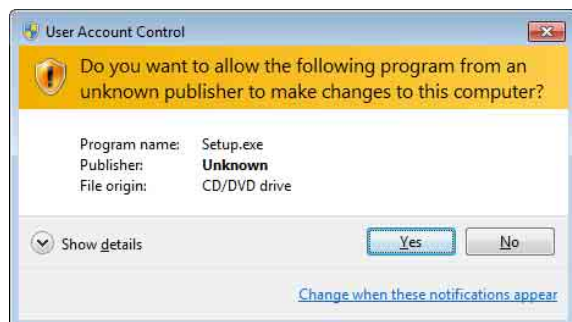 User Account Control
Do you want to allow the following program from an
unknown publisher to make changes to this computer?
Program name: Setup.exe
Publisher: Unknown
File origin: CD/DVD drive
Show details
Yes No
Change when these notifications appear